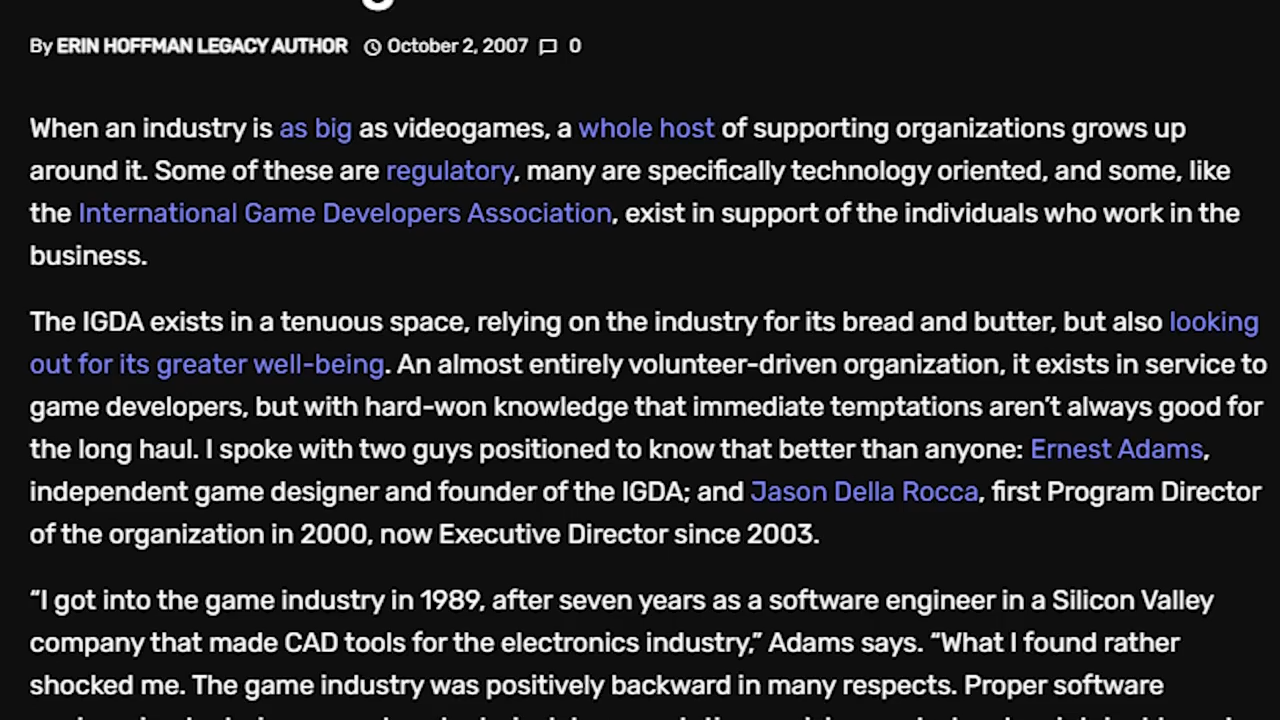 By ERIN HOFFMAN LEGACY AUTHOR October 2, 2007 0
When an industry is as big as videogames, a whole host of supporting organizations grows up
around it. Some of these are regulatory, many are specifically technology oriented, and some, like
the International Game Developers Association, exist in support of the individuals who work in the
business.
The IGDA exists in a tenuous space, relying on the industry for its bread and butter, but also looking
out for its greater well-being. An almost entirely volunteer-driven organization, it exists in service to
game developers, but with hard-won knowledge that immediate temptations aren’t always good for
the long haul. I spoke with two guys positioned to know that better than anyone: Ernest Adams,
independent game designer and founder of the IGDA; and Jason Della Rocca, first Program Director
of the organization in 2000, now Executive Director since 2003.
“I got into the game industry in 1989, after seven years as a software engineer in a Silicon Valley
company that made CAD tools for the electronics industry,” Adams says. “What I found rather
shocked me. The game industry was positively backward in many respects. Proper software